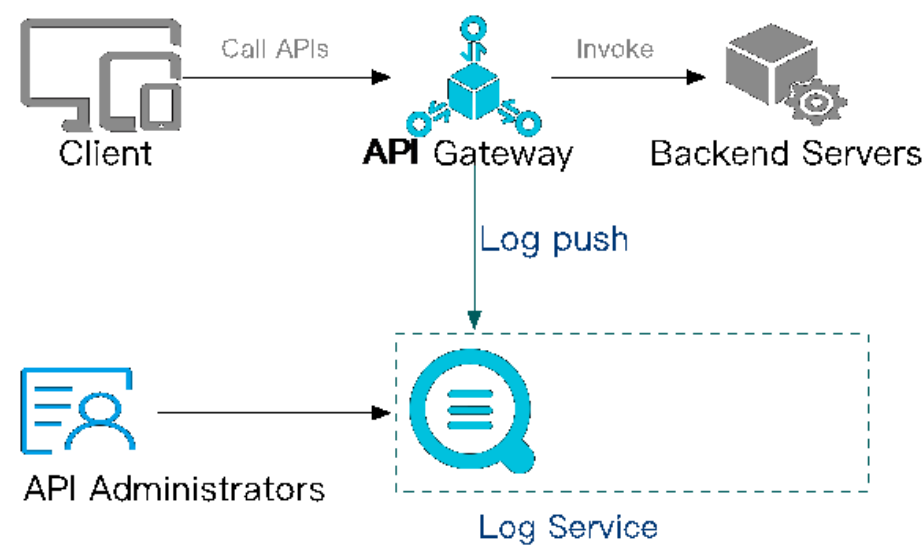 Call APIs
Invoke
Client
API Gateway
Backend Servers
Log push
API Administrators
Log Service